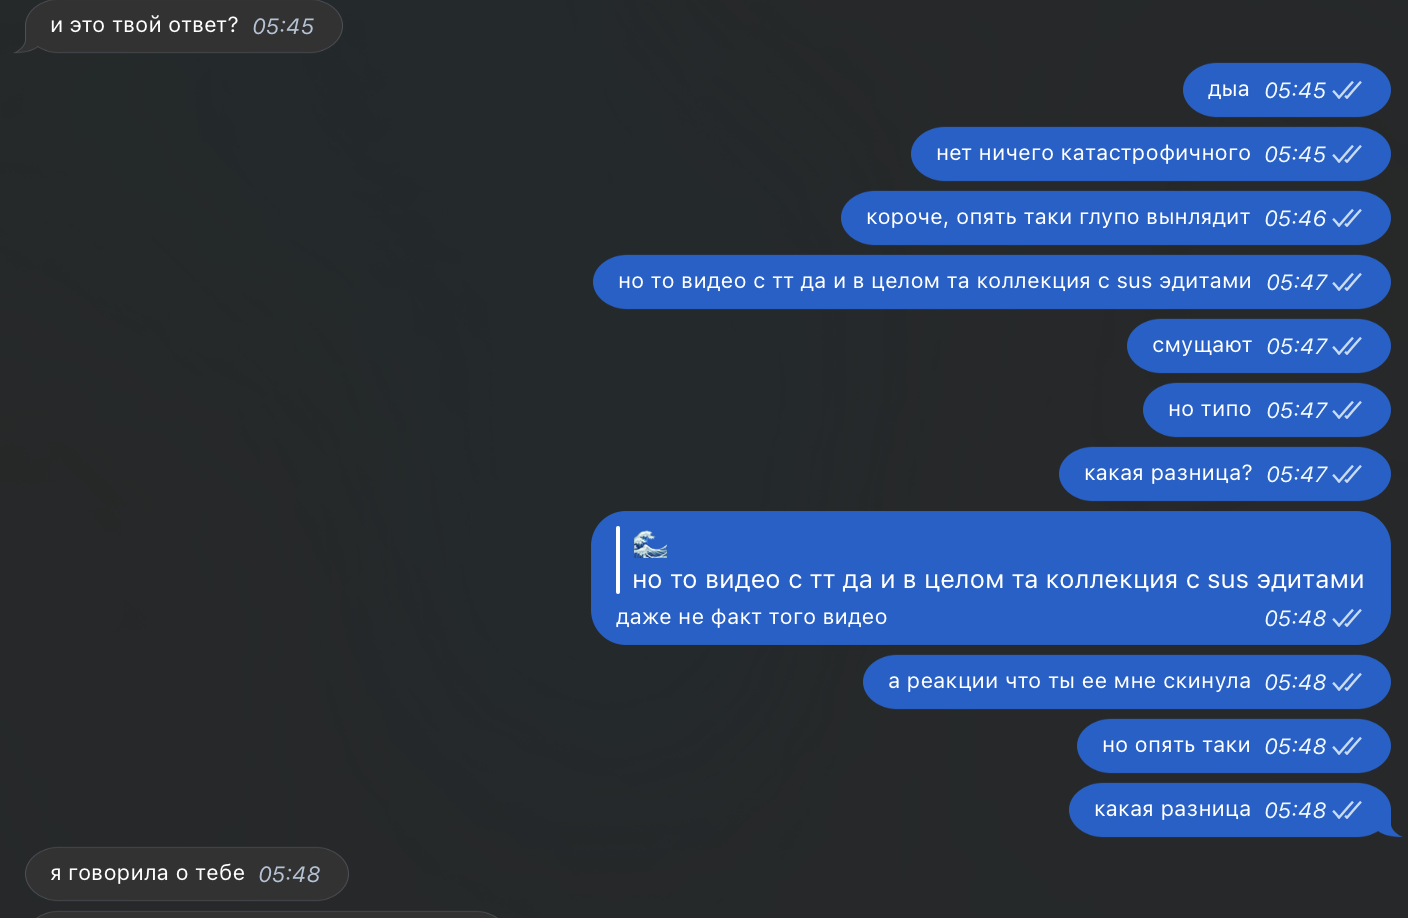 и это твой ответ? 05:45
дыа 05:45
нет ничего катастрофичного 05:45
короче, опять таки глупо вынлядит 05:46
но то видео с тт да и в целом та коллекция с sus эдитами 05:47
смущают 05:47
но типо 05:47
какая разница? 05:47
но то видео с тт да и в целом та коллекция с sus эдитами
даже не факт того видео 05:48
а реакции что ты ее мне скинула 05:48
но опять таки 05:48
какая разница 05:48
я говорила о тебе 05:48